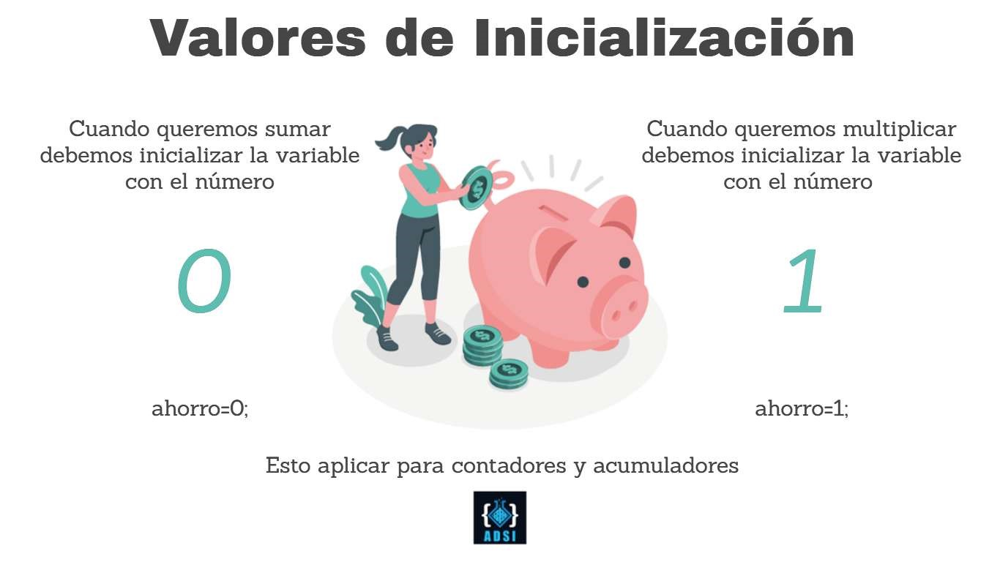 Valores de Inicialización
Cuando queremos sumar
debemos inicializar la variable
con el número
0
ahorro=0;
Cuando queremos multiplicar
debemos inicializar la variable
con el número
1
ahorro=1;
$
$
$
Esto aplicar para contadores y acumuladores
{ }
ADSI